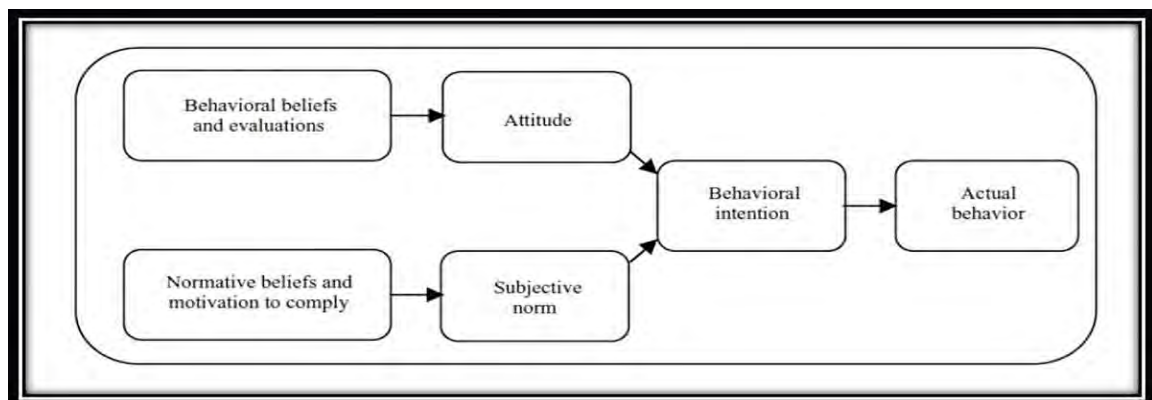 Behavioral beliefs
and evaluations
Attitude
Behavioral
intention
Actual
behavior
Normative beliefs and
motivation to comply
Subjective
norm